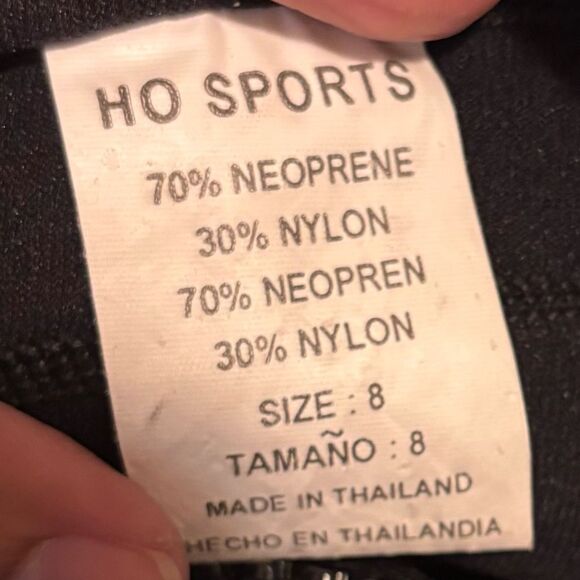 HO SPORTS
70% NEOPRENE
30% NYLON
70% NEOPREN
30% NYLON
SIZE : 8
TAMAÑO : 8
MADE IN THAILAND
HECHO EN THAILANDIA